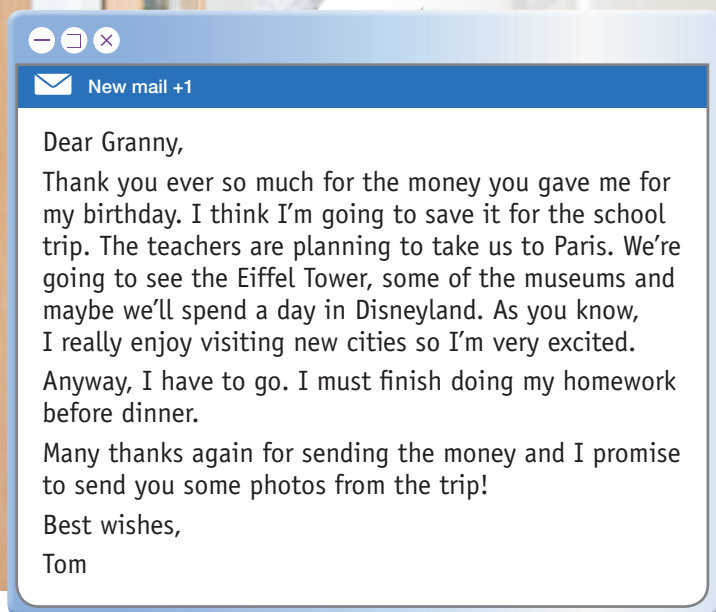 New mail +1
Dear Granny,
Thank you ever so much for the money you gave me for
my birthday. I think I'm going to save it for the school
trip. The teachers are planning to take us to Paris. We're
going to see the Eiffel Tower, some of the museums and
maybe we'll spend a day in Disneyland. As you know,
I really enjoy visiting new cities so I'm very excited.
Anyway, I have to go. I must finish doing my homework
before dinner.
Many thanks again for sending the money and I promise
to send you some photos from the trip!
Best wishes,
Tom